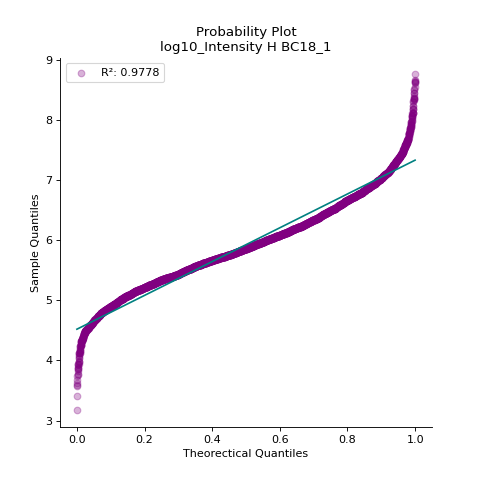 Probability Plot
log10_Intensity H BC18_1
R²: 0.9778
9
8
7
6
5
4
3
Sample Quantiles
0.0 0.2 0.4 0.6 0.8 1.0
Theorectical Quantiles